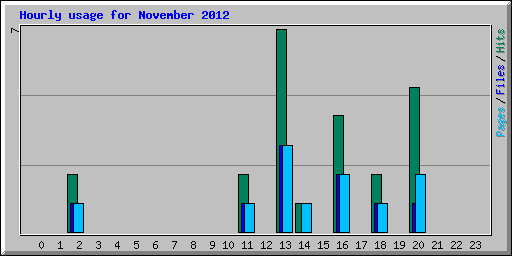 Hourly usage for November 2012
7
Pages/Files/Hits
0 1 2 3 4 5 6 7 8 9 10 11 12 13 14 15 16 17 18 19 20 21 22 23